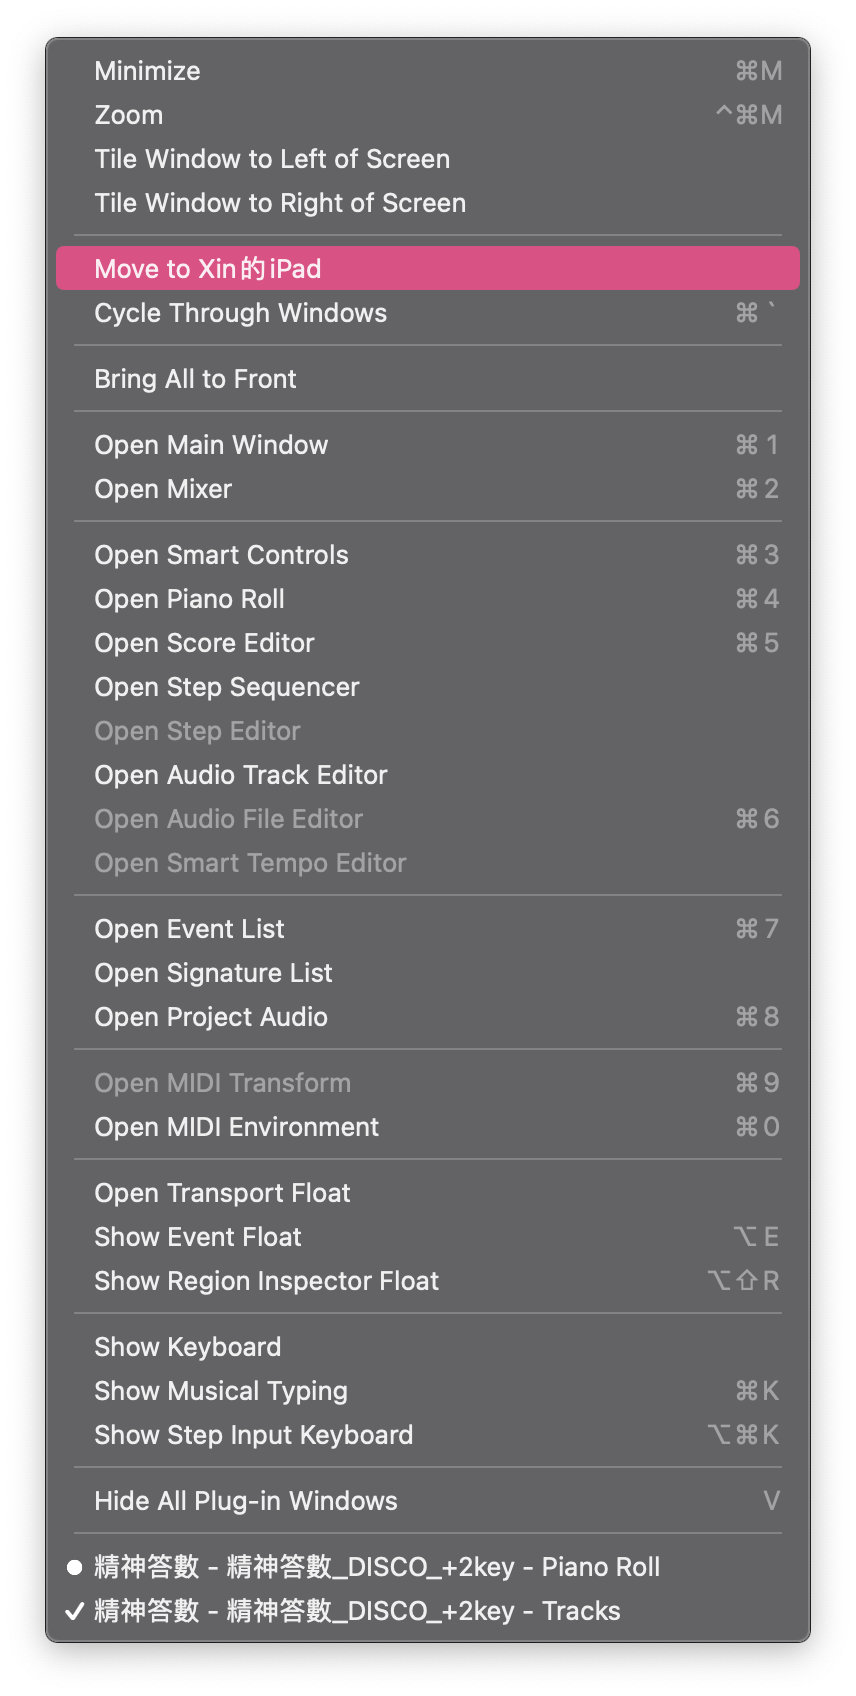 Minimize ⌘M
Zoom ^⌘M
Tile Window to Left of Screen
Tile Window to Right of Screen
Move to Xin的iPad
Cycle Through Windows ⌘`
Bring All to Front
Open Main Window ⌘1
Open Mixer ⌘2
Open Smart Controls ⌘3
Open Piano Roll ⌘4
Open Score Editor ⌘5
Open Step Sequencer
Open Step Editor
Open Audio Track Editor
Open Audio File Editor ⌘6
Open Smart Tempo Editor
Open Event List ⌘7
Open Signature List
Open Project Audio ⌘8
Open MIDI Transform ⌘9
Open MIDI Environment ⌘0
Open Transport Float
Show Event Float ⌥E
Show Region Inspector Float ⌥⇧R
Show Keyboard
Show Musical Typing ⌘K
Show Step Input Keyboard ⌥⌘K
Hide All Plug-in Windows V
精神答數 - 精神答數_DISCO_+2key - Piano Roll
精神答數 - 精神答數_DISCO_+2key - Tracks